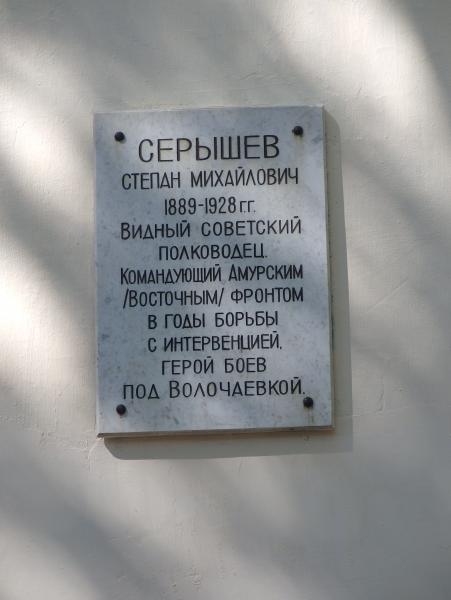 СЕРЫШЕВ
СТЕПАН МИХАЙЛОВИЧ
1889-1928 ГГ.
ВИДНЫЙ СОВЕТСКИЙ
ПОЛКОВОДЕЦ.
КОМАНДУЮЩИЙ АМУРСКИМ
/ВОСТОЧНЫМ/ ФРОНТОМ
В ГОДЫ БОРЬБЫ
С ИНТЕРВЕНЦИЕЙ,
ГЕРОЙ БОЕВ
ПОД ВОЛОЧАЕВКОЙ.